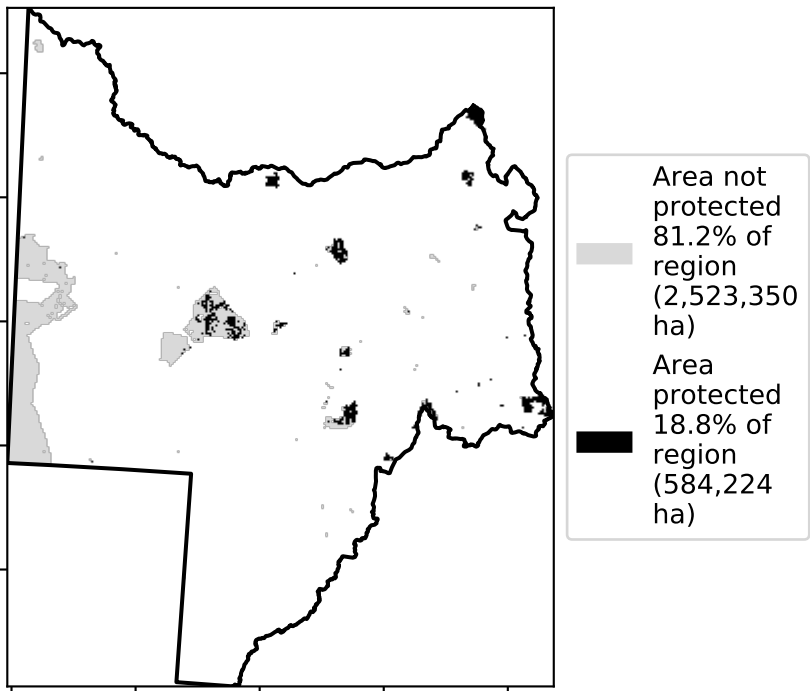 Area not
protected
81.2% of
region
(2,523,350
ha)
Area
protected
18.8% of
region
(584,224
ha)